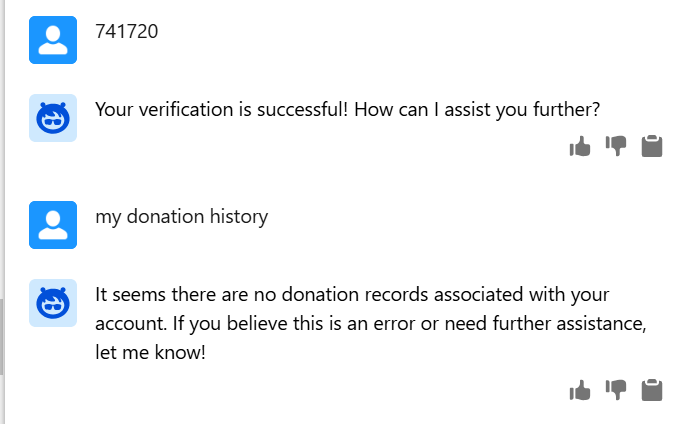 741720
Your verification is successful! How can I assist you further?
my donation history
It seems there are no donation records associated with your
account. If you believe this is an error or need further assistance,
let me know!